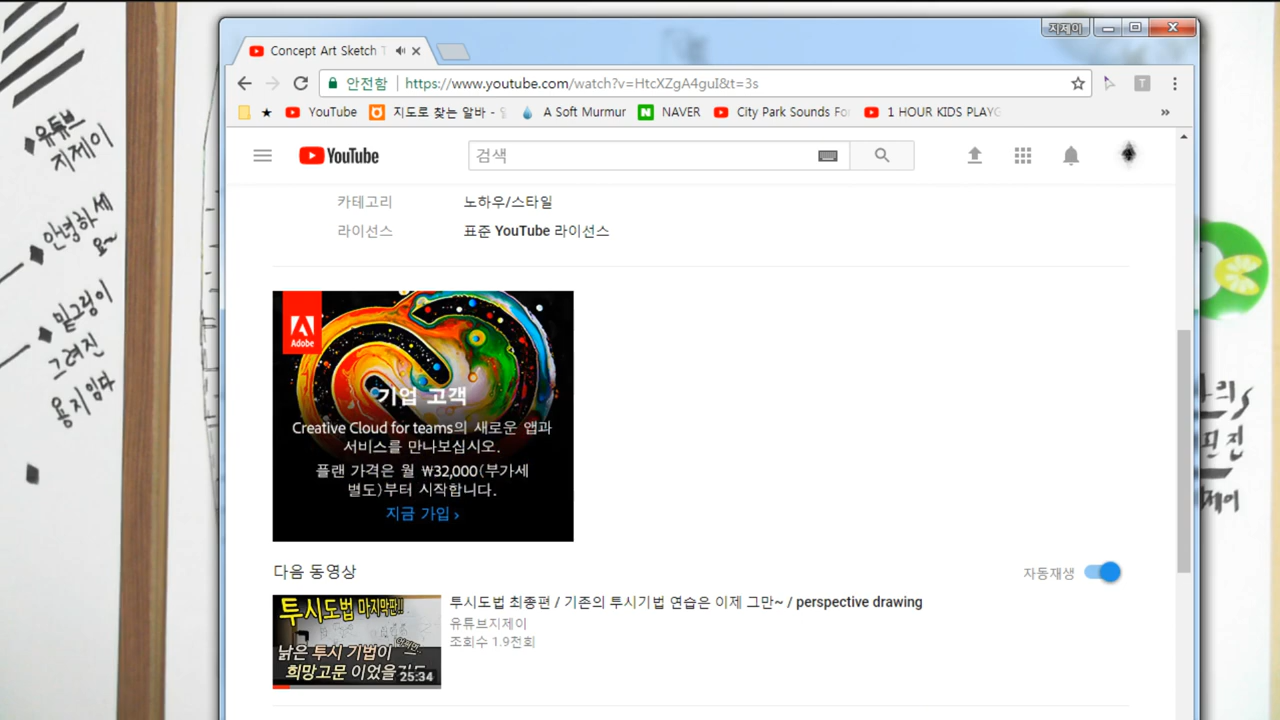 지제이
Concept Art Sketch T
안전함 https://www.youtube.com/watch?v=HtcXZgA4guI&t=3s
T
YouTube
지도로 찾는 알바 -
A Soft Murmur
N NAVER
City Park Sounds Fo
1 HOUR KIDS PLAYG
»
YouTube
검색
카테고리 노하우/스타일
라이선스 표준 YouTube 라이선스
Adobe
기업 고객
Creative Cloud for teams의 새로운 앱과
서비스를 만나보십시오.
플랜 가격은 월 ₩32,000(부가세
별도)부터 시작합니다.
지금 가입 ›
다음 동영상
자동재생
투시도법 마지막판!!
낡은 투시 기법이
희망고문 이었을
25:34
투시도법 최종편 / 기존의 투시기법 연습은 이제 그만~ / perspective drawing
유튜브지제이
조회수 1.9천회
유튜브
지제이
안녕하세
요~
밑그림이
그려진
용지입다